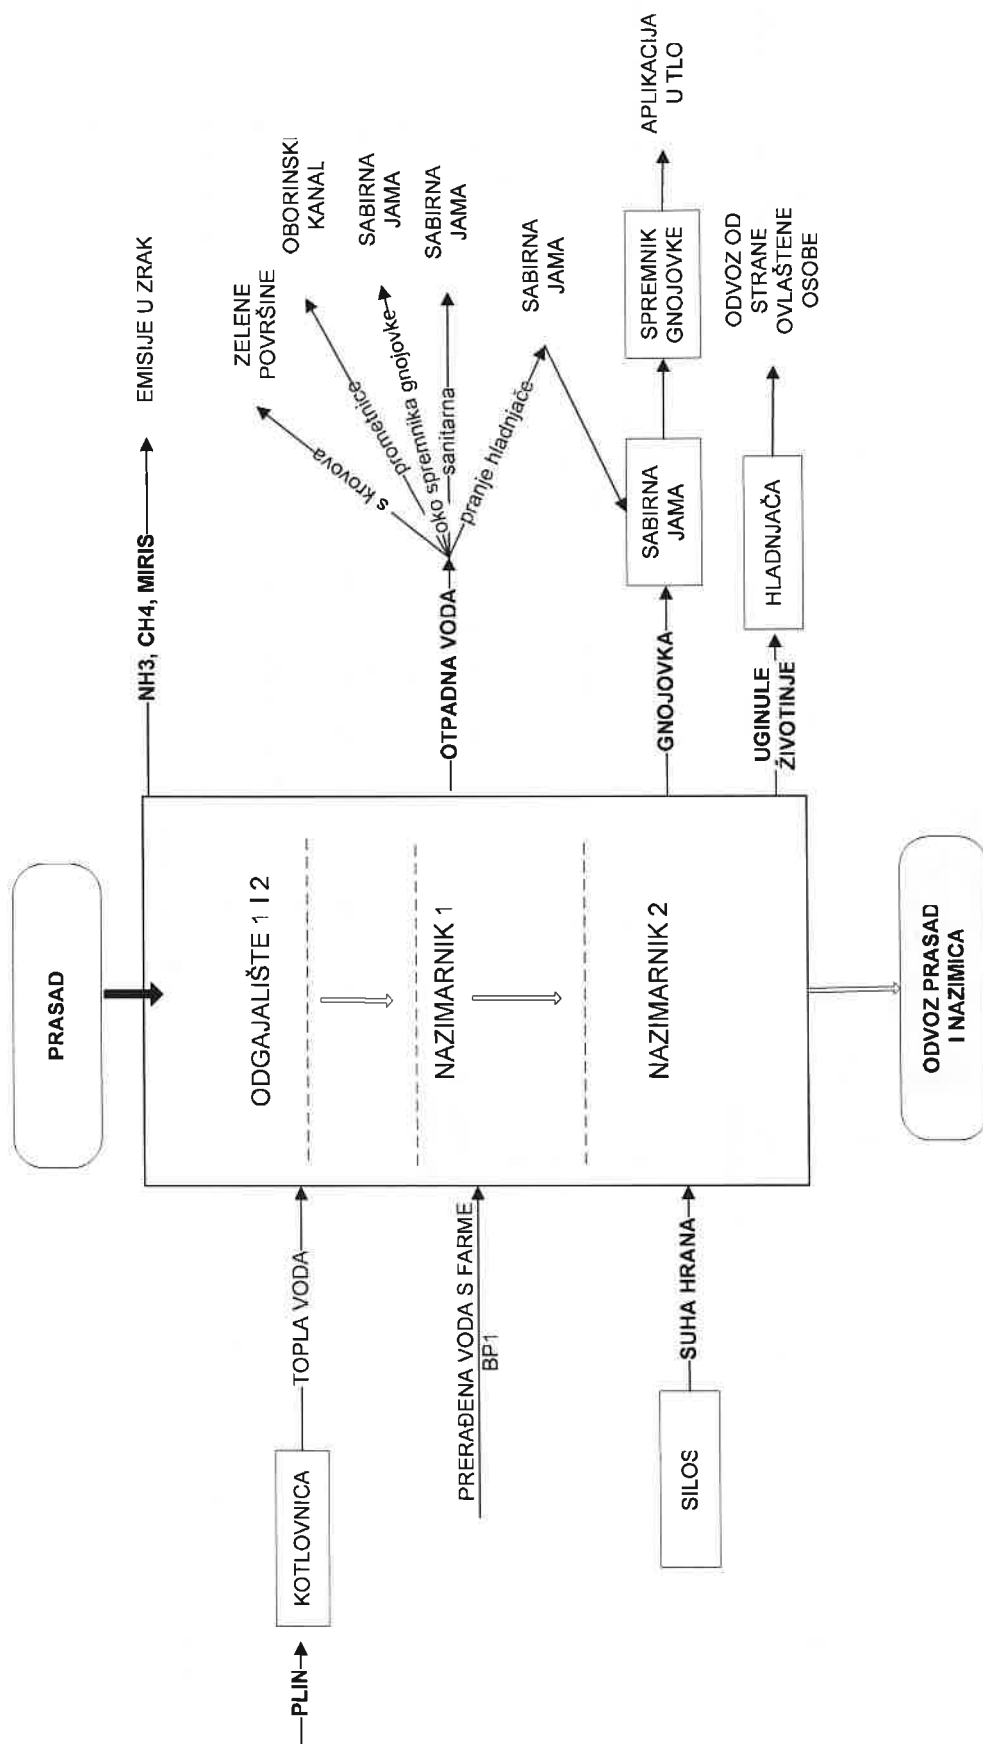 PRASAD
PLIN
KOTLOVNICA
TOPLA VODA
PRERAĐENA VODA S FARME
BP1
SILOS
SUHA HRANA
ODGAJALIŠTE 1 I 2
NAZIMARNIK 1
NAZIMARNIK 2
ODVOZ PRASAD
I NAZIMICA
NH3, CH4, MIRIS
EMISIJE U ZRAK
OTPADNA VODA
s krovova
ZELENE
POVRŠINE
prometnice
OBORINSKI
KANAL
oko spremnika gnojovke
SABIRNA
JAMA
sanitarna
SABIRNA
JAMA
pranje hladnjače
SABIRNA
JAMA
GNOJOVKA
SABIRNA
JAMA
SPREMNIK
GNOJOVKE
APLIKACIJA
U TLO
UGINULE
ŽIVOTINJE
HLADNJAČA
ODVOZ OD
STRANE
OVLAŠTENE
OSOBE